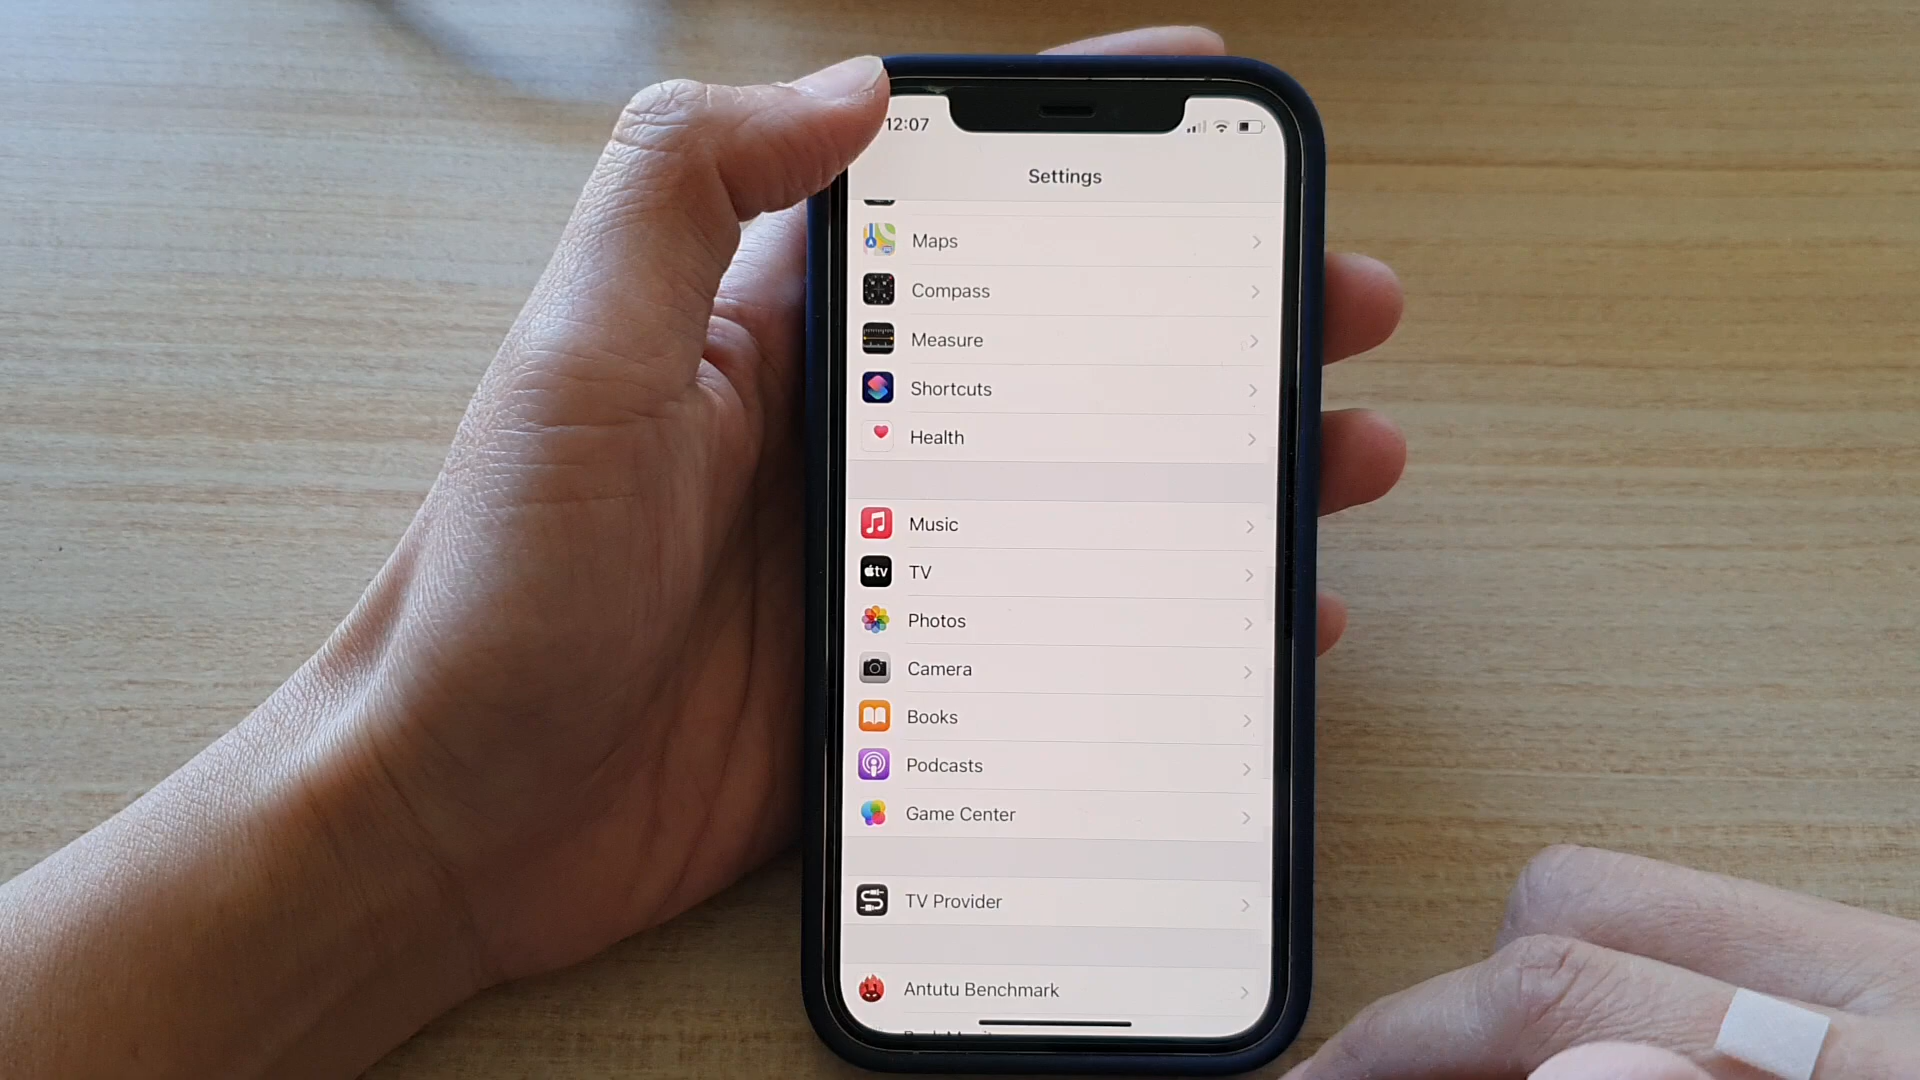 12:07
Settings
Maps
Compass
Measure
Shortcuts
Health
Music
tv TV
Photos
Camera
Books
Podcasts
Game Center
TV Provider
Antutu Benchmark